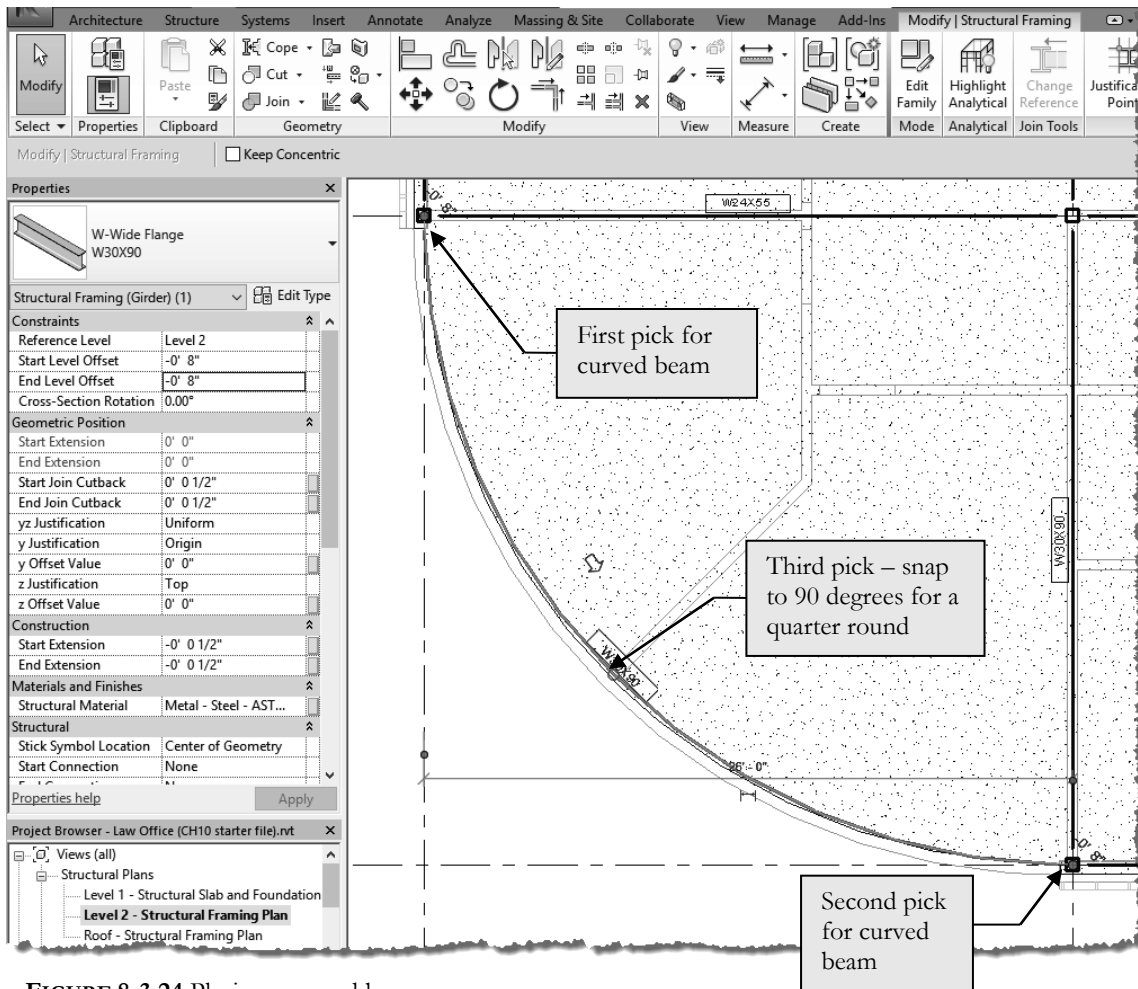 Architecture Structure Systems Insert Annotate Analyze Massing & Site Collaborate View Manage Add-Ins Modify | Structural Framing
Modify
Paste
Cope
Cut
Join
Edit Family
Highlight Analytical
Change Reference
Select Properties Clipboard Geometry Modify View Measure Create Mode Analytical Join Tools
Modify | Structural Framing
Keep Concentric
Properties
W-Wide Flange
W30X90
Structural Framing (Girder) (1) Edit Type
Constraints
Reference Level Level 2
Start Level Offset -0' 8"
End Level Offset -0' 8"
Cross-Section Rotation 0.00°
Geometric Position
Start Extension 0' 0"
End Extension 0' 0"
Start Join Cutback 0' 0 1/2"
End Join Cutback 0' 0 1/2"
yz Justification Uniform
y Justification Origin
y Offset Value 0' 0"
z Justification Top
z Offset Value 0' 0"
Construction
Start Extension -0' 0 1/2"
End Extension -0' 0 1/2"
Materials and Finishes
Structural Material Metal - Steel - AST...
Structural
Stick Symbol Location Center of Geometry
Start Connection None
Properties help Apply
Project Browser - Law Office (CH10 starter file).rvt
Views (all)
Structural Plans
Level 1 - Structural Slab and Foundation
Level 2 - Structural Framing Plan
Roof - Structural Framing Plan
-0' 8"
W24X55
First pick for
curved beam
W30X90
Third pick – snap
to 90 degrees for a
quarter round
26' - 0"
-0' 8"
Second pick
for curved
beam
FIGURE 8-3.24